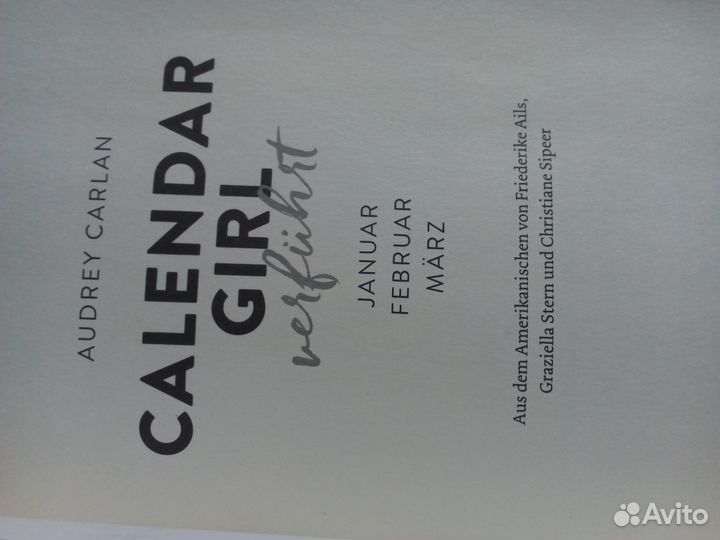 AUDREY CARLAN
CALENDAR
GIRL
verführt
JANUAR
FEBRUAR
MÄRZ
Aus dem Amerikanischen von Friederike Ails,
Graziella Stern und Christiane Sipeer
Avito